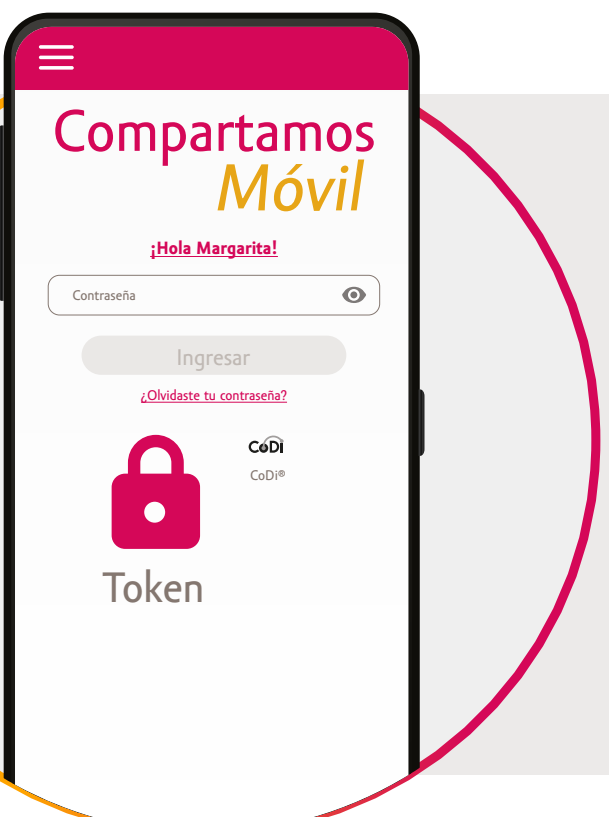 Compartamos
Móvil
¡Hola Margarita!
Contraseña
Ingresar
¿Olvidaste tu contraseña?
CoDi
CoDi®
Token